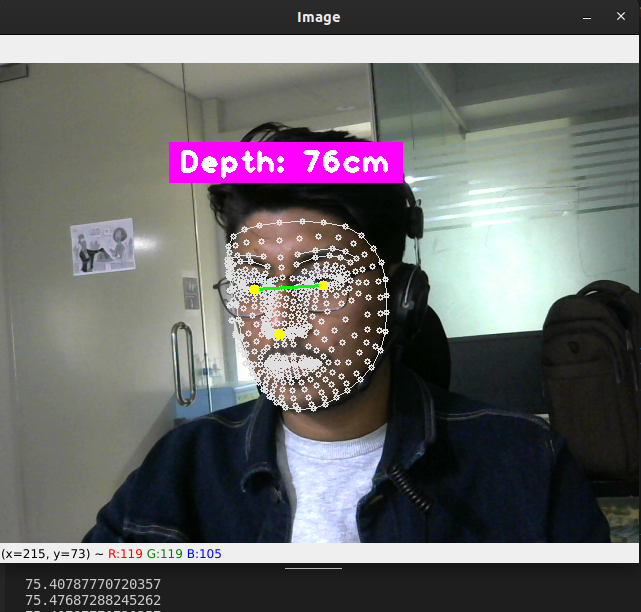 Image
Depth: 76cm
(x=215, y=73) ~ R:119 G:119 B:105
75.40787770720357
75.47687288245262